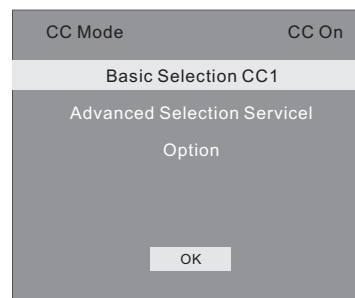 CC Mode CC On
Basic Selection CC1
Advanced Selection Servicel
Option
OK